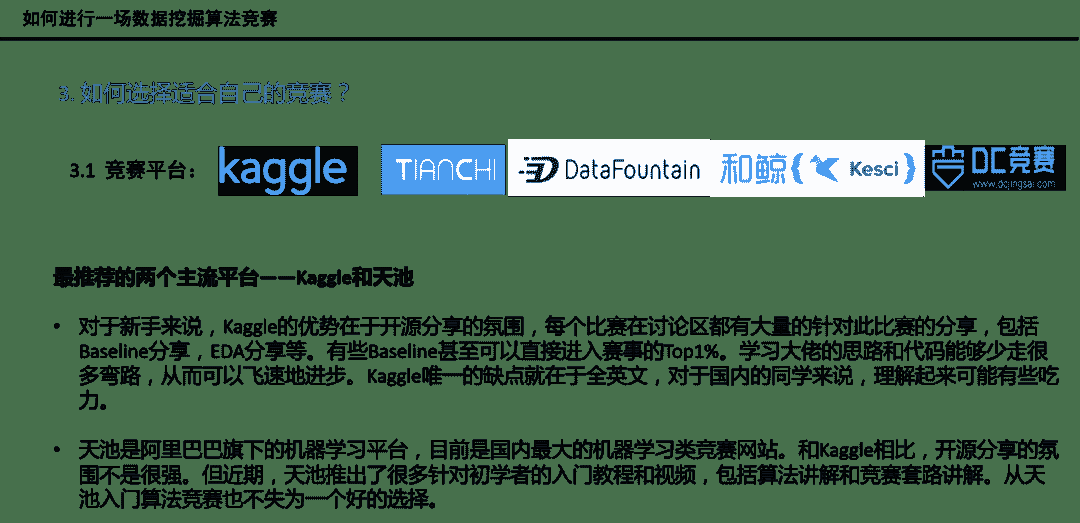 如何进行一场数据挖掘算法竞赛
3. 如何选择适合自己的竞赛？
3.1 竞赛平台： kaggle TIANCHI DataFountain 和鲸{Kesci} DC竞赛
www.dcjingsai.com
最推荐的两个主流平台——Kaggle和天池
• 对于新手来说，Kaggle的优势在于开源分享的氛围，每个比赛在讨论区都有大量的针对此比赛的分享，包括
Baseline分享，EDA分享等。有些Baseline甚至可以直接进入赛事的Top1%。学习大佬的思路和代码能够少走很
多弯路，从而可以飞速地进步。Kaggle唯一的缺点就在于全英文，对于国内的同学来说，理解起来可能有些吃
力。
• 天池是阿里巴巴旗下的机器学习平台，目前是国内最大的机器学习类竞赛网站。和Kaggle相比，开源分享的氛
围不是很强。但近期，天池推出了很多针对初学者的入门教程和视频，包括算法讲解和竞赛套路讲解。从天
池入门算法竞赛也不失为一个好的选择。